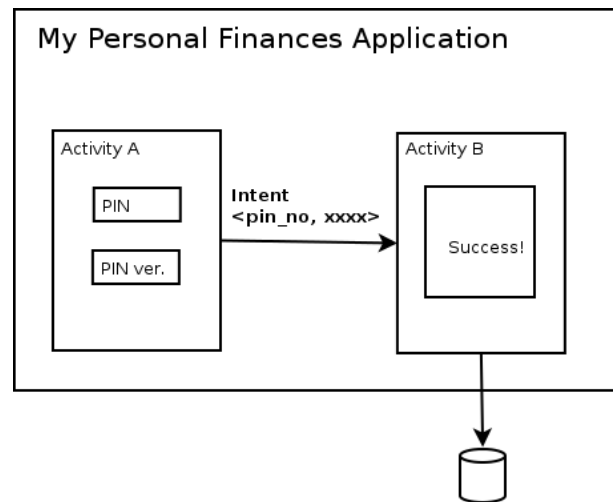 My Personal Finances Application
Activity A
PIN
PIN ver.
Intent
<pin_no, xxxx>
Activity B
Success!